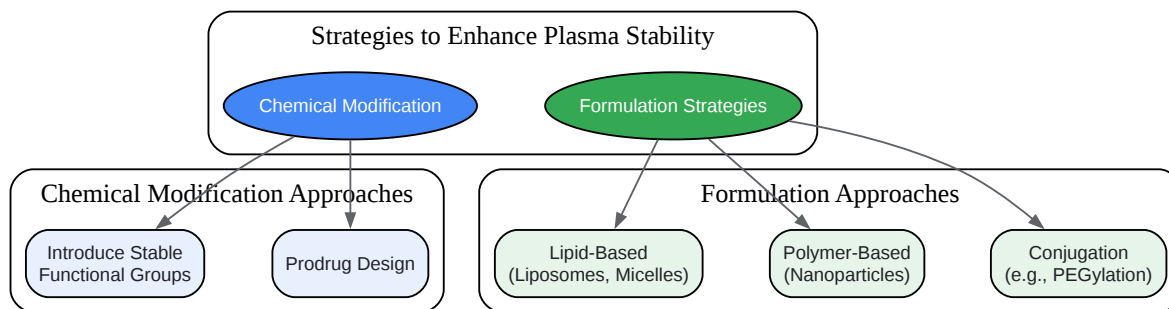 Strategies to Enhance Plasma Stability
Chemical Modification
Formulation Strategies
Chemical Modification Approaches
Formulation Approaches
Introduce Stable
Functional Groups
Prodrug Design
Lipid-Based
(Liposomes, Micelles)
Polymer-Based
(Nanoparticles)
Conjugation
(e.g., PEGylation)